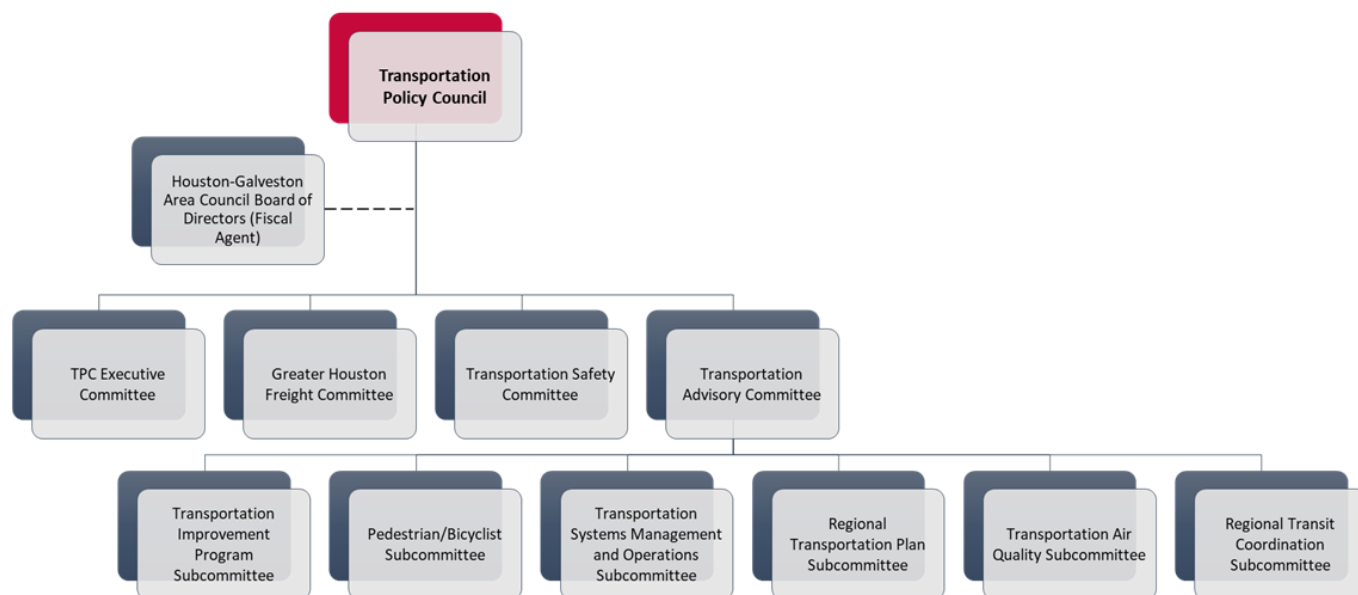 Transportation
Policy Council
Houston-Galveston
Area Council Board of
Directors (Fiscal
Agent)
TPC Executive
Committee
Greater Houston
Freight Committee
Transportation Safety
Committee
Transportation
Advisory Committee
Transportation
Improvement
Program
Subcommittee
Pedestrian/Bicyclist
Subcommittee
Transportation
Systems Management
and Operations
Subcommittee
Regional
Transportation Plan
Subcommittee
Transportation Air
Quality Subcommittee
Regional Transit
Coordination
Subcommittee